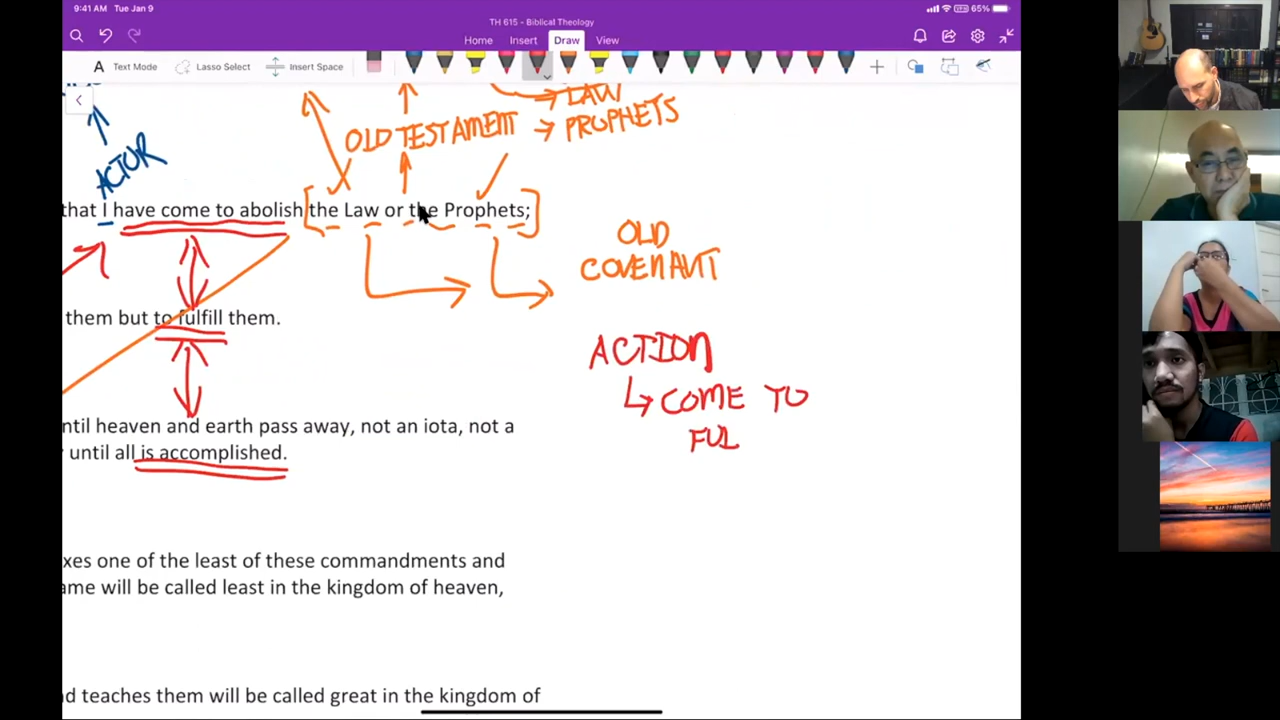 9:41 AM Tue Jan 9
65%
TH 615 - Biblical Theology
Home Insert Draw View
Text Mode Lasso Select Insert Space
LAW
OLD TESTAMENT → PROPHETS
ACTOR
that I have come to abolish the Law or the Prophets;
OLD
COVENANT
them but to fulfill them.
ACTION
COME TO
FUL
ntil heaven and earth pass away, not an iota, not a
until all is accomplished.
xes one of the least of these commandments and
ame will be called least in the kingdom of heaven,
d teaches them will be called great in the kingdom of